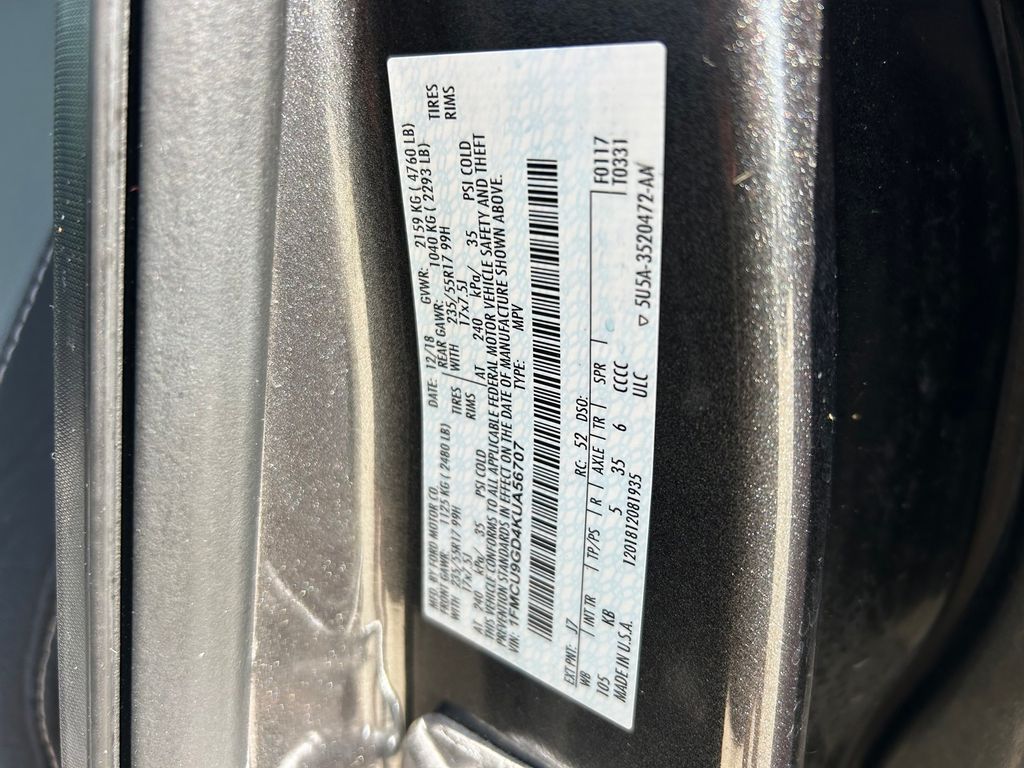 MFD. BY FORD MOTOR CO. DATE: 12/18 GVWR: 2159 KG ( 4760 LB)
FRONT GAWR: 1125 KG ( 2480 LB) REAR GAWR: 1040 KG ( 2293 LB)
WITH 235/55R17 99H TIRES WITH 235/55R17 99H TIRES
17x7.5J RIMS 17x7.5J RIMS
AT 240 kPa/ 35 PSI COLD AT 240 kPa/ 35 PSI COLD
THIS VEHICLE CONFORMS TO ALL APPLICABLE FEDERAL MOTOR VEHICLE SAFETY AND THEFT
PREVENTION STANDARDS IN EFFECT ON THE DATE OF MANUFACTURE SHOWN ABOVE.
VIN: 1FMCU9GD4KUA56707 TYPE: MPV
EXT PNT: J7 RC: 52 DSO: F0117
WB INT TR TP/PS R AXLE TR SPR T0331
105 KB 5 35 6 CCCC
MADE IN U.S.A. 1201812081935 ULC ▽ 5U5A-3520472-AW